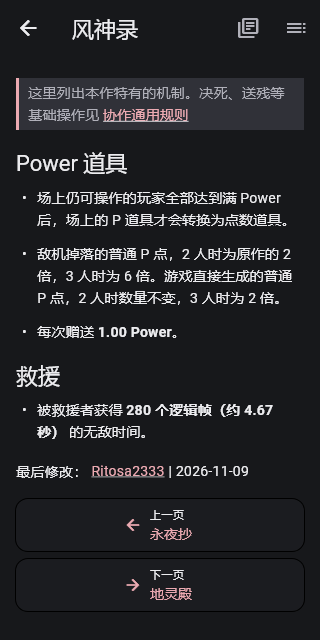 风神录
这里列出本作特有的机制。决死、送残等
基础操作见 协作通用规则
Power 道具
• 场上仍可操作的玩家全部达到满 Power
后，场上的 P 道具才会转换为点数道具。
• 敌机掉落的普通 P 点，2 人时为原作的 2
倍，3 人时为 6 倍。游戏直接生成的普通
P 点，2 人时数量不变，3 人时为 2 倍。
• 每次赠送 1.00 Power。
救援
• 被救援者获得 280 个逻辑帧（约 4.67
秒） 的无敌时间。
最后修改： Ritosa2333 | 2026-11-09
上一页
永夜抄
下一页
地灵殿